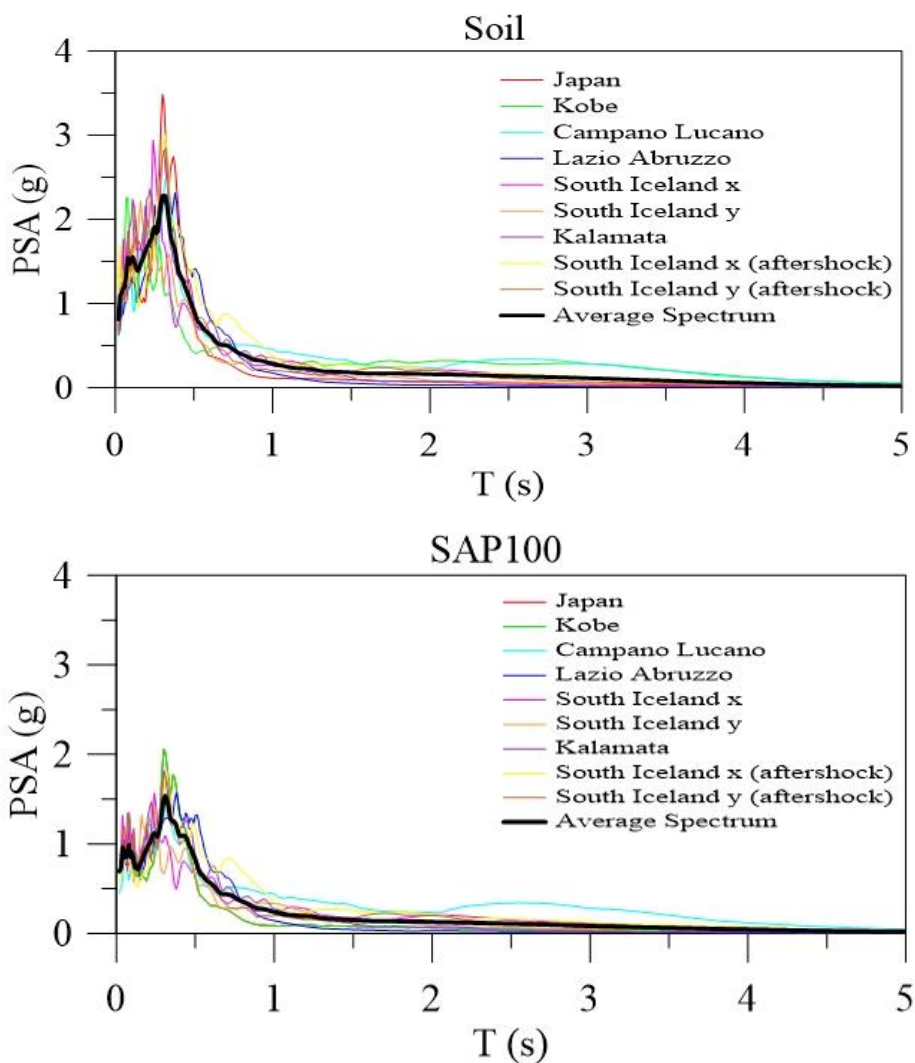 Soil
4
3
2
1
0
PSA (g)
Japan
Kobe
Campano Lucano
Lazio Abruzzo
South Iceland x
South Iceland y
Kalamata
South Iceland x (aftershock)
South Iceland y (aftershock)
Average Spectrum
0 1 2 3 4 5
T (s)
SAP100
4
3
2
1
0
PSA (g)
Japan
Kobe
Campano Lucano
Lazio Abruzzo
South Iceland x
South Iceland y
Kalamata
South Iceland x (aftershock)
South Iceland y (aftershock)
Average Spectrum
0 1 2 3 4 5
T (s)